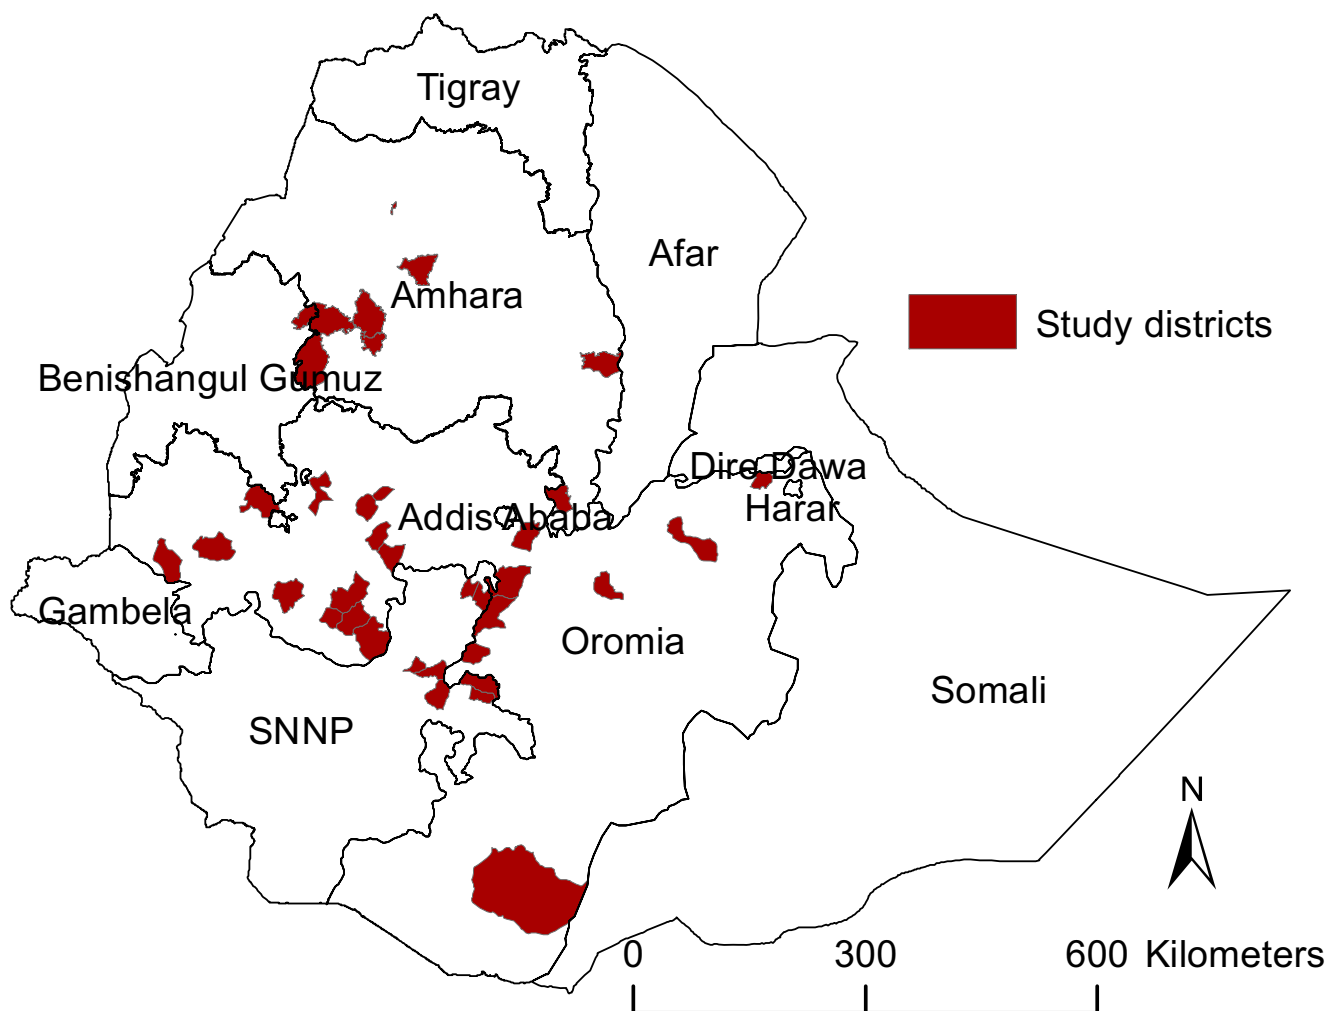 Tigray
Afar
Amhara
Study districts
Benishangul Gumuz
Dire Dawa
Harar
Addis Ababa
Gambela
Oromia
Somali
SNNP
N
0 300 600 Kilometers